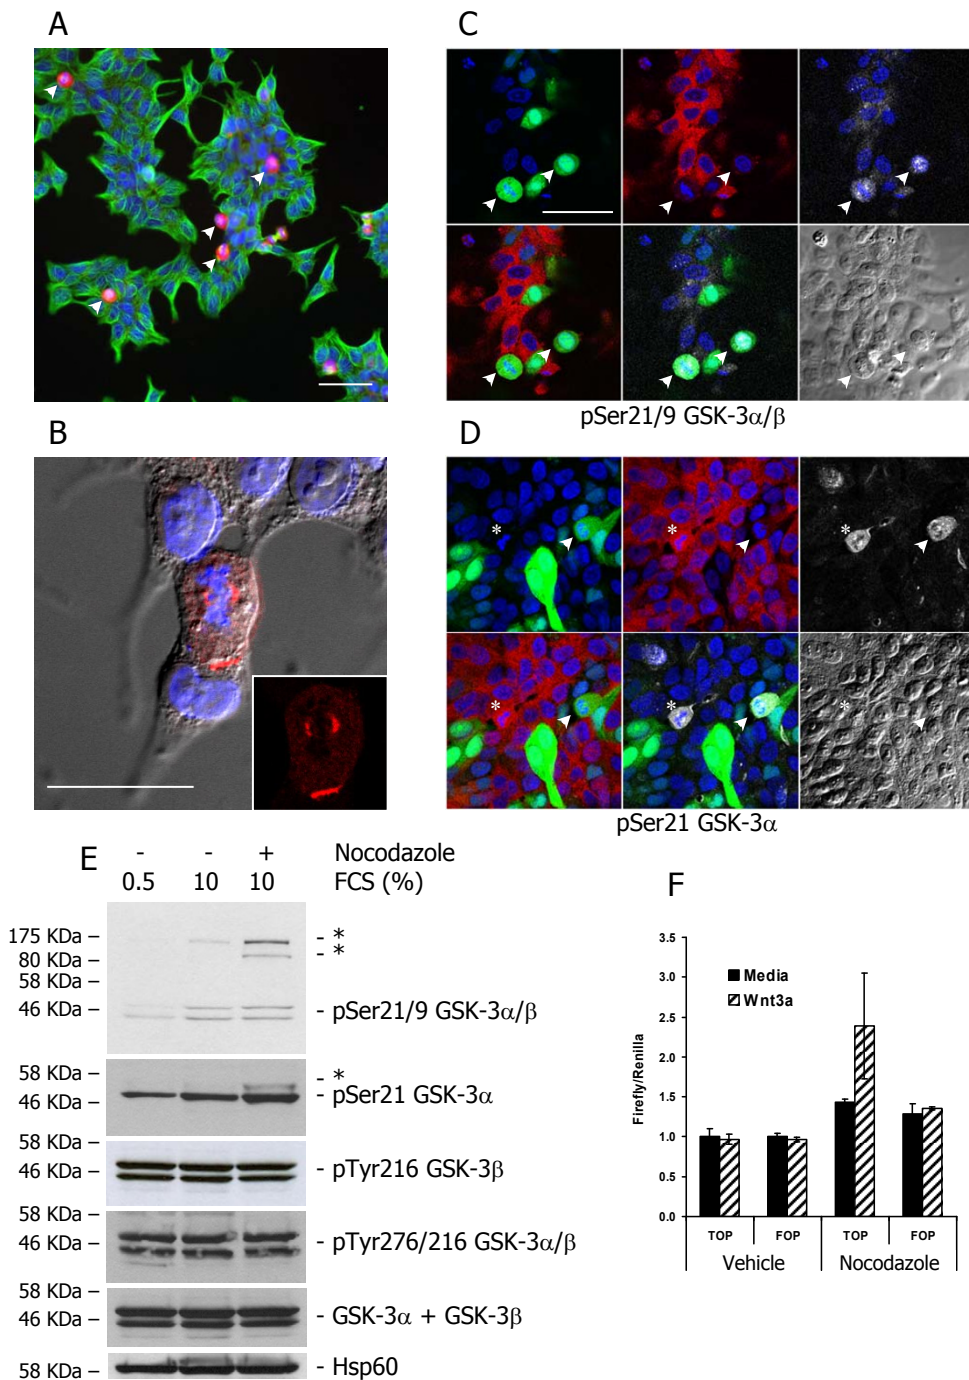 A
C
pSer21/9 GSK-3α/β
B
D
* * *
* * *
pSer21 GSK-3α
E
- - + Nocodazole
0.5 10 10 FCS (%)
175 KDa –
80 KDa –
58 KDa –
46 KDa –
- *
- *
- pSer21/9 GSK-3α/β
58 KDa –
46 KDa –
- *
- pSer21 GSK-3α
58 KDa –
46 KDa –
- pTyr216 GSK-3β
58 KDa –
46 KDa –
- pTyr276/216 GSK-3α/β
58 KDa –
46 KDa –
- GSK-3α + GSK-3β
58 KDa –
- Hsp60
F
Firefly/Renilla
3.5
3.0
2.5
2.0
1.5
1.0
0.5
0.0
Media
Wnt3a
TOP FOP TOP FOP
Vehicle Nocodazole